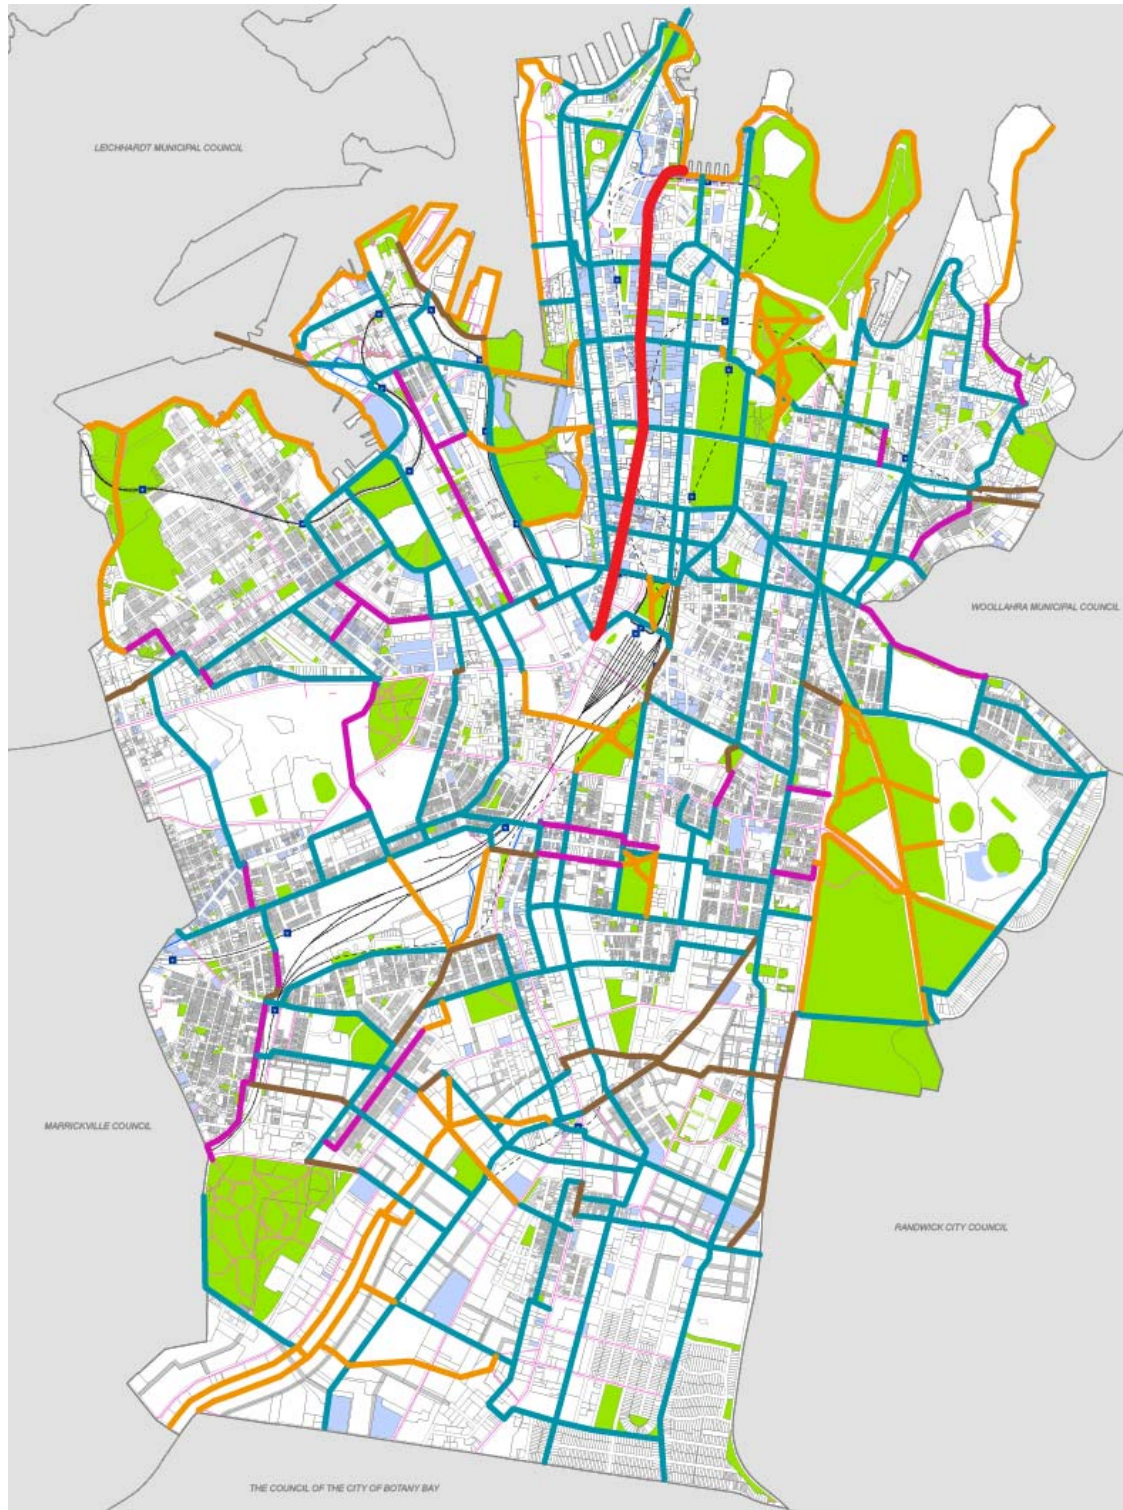 LEICHHARDT MUNICIPAL COUNCIL
WOOLLAHRA MUNICIPAL COUNCIL
MARRICKVILLE COUNCIL
RANDWICK CITY COUNCIL
THE COUNCIL OF THE CITY OF BOTANY BAY